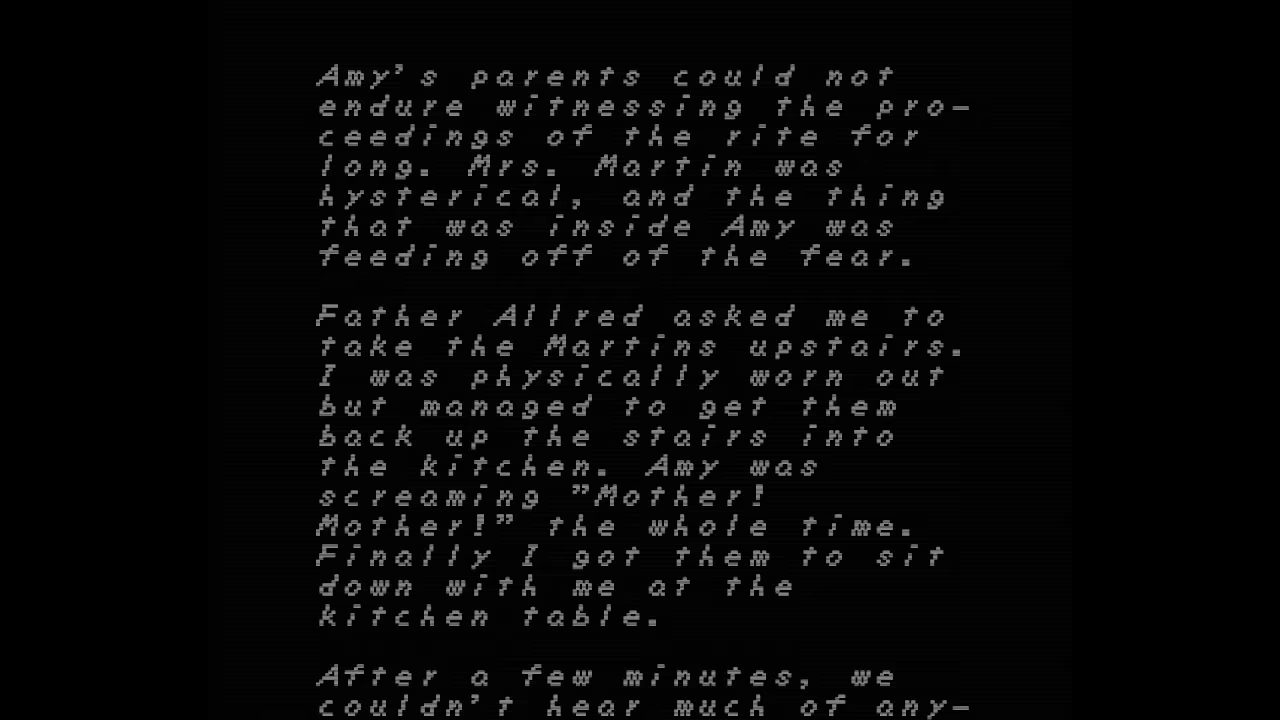 Amy's parents could not
endure witnessing the pro-
ceedings of the rite for
long. Mrs. Martin was
hysterical, and the thing
that was inside Amy was
feeding off of the fear.
Father Allred asked me to
take the Martins upstairs.
I was physically worn out
but managed to get them
back up the stairs into
the kitchen. Amy was
screaming "Mother!
Mother!" the whole time.
Finally I got them to sit
down with me at the
kitchen table.
After a few minutes, we
couldn't hear much of any-